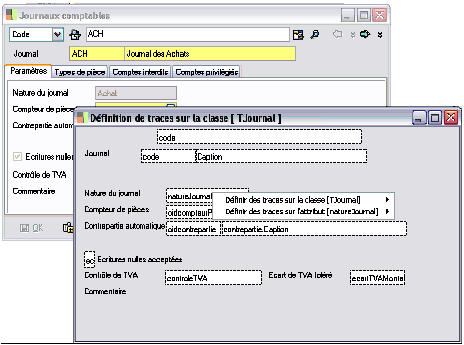 Journaux comptables
Code ACH
Journal ACH Journal des Achats
Paramètres Types de pièce Comptes interdits Comptes privilégiés
Nature du journal Achat
Compteur de pièces
Contrepartie autom
Ecritures nulles
Contrôle de TVA
Commentaire
OK
Définition de traces sur la classe [ TJournal ]
code
Journal code Caption
Nature du journal natureJournal
Définir des traces sur la classe [TJournal]
Compteur de pièces oidcompteurP
Définir des traces sur l'attribut [natureJournal]
Contrepartie automatique oidcontrepartie contrepartie.Caption
ec Ecritures nulles acceptées
Contrôle de TVA controleTVA Ecart de TVA toléré ecartTVAMonta
Commentaire